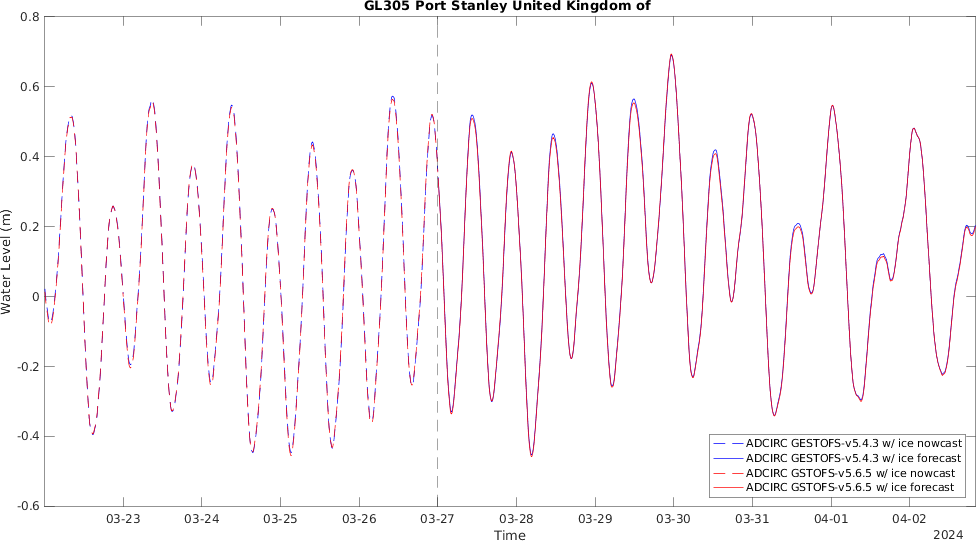 GL305 Port Stanley United Kingdom of
0.8
0.6
0.4
0.2
0
-0.2
-0.4
-0.6
Water Level (m)
ADCIRC GESTOFS-v5.4.3 w/ ice nowcast
ADCIRC GESTOFS-v5.4.3 w/ ice forecast
ADCIRC GSTOFS-v5.6.5 w/ ice nowcast
ADCIRC GSTOFS-v5.6.5 w/ ice forecast
03-23 03-24 03-25 03-26 03-27 03-28 03-29 03-30 03-31 04-01 04-02
Time
2024